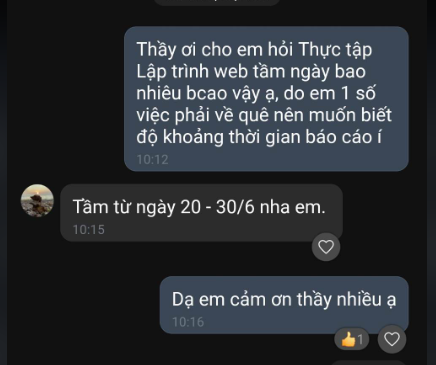 Thầy ơi cho em hỏi Thực tập
Lập trình web tầm ngày bao
nhiêu bcao vậy ạ, do em 1 số
việc phải về quê nên muốn biết
độ khoảng thời gian báo cáo í
10:12
Tầm từ ngày 20 - 30/6 nha em.
10:15
Dạ em cảm ơn thầy nhiều ạ
10:16
1